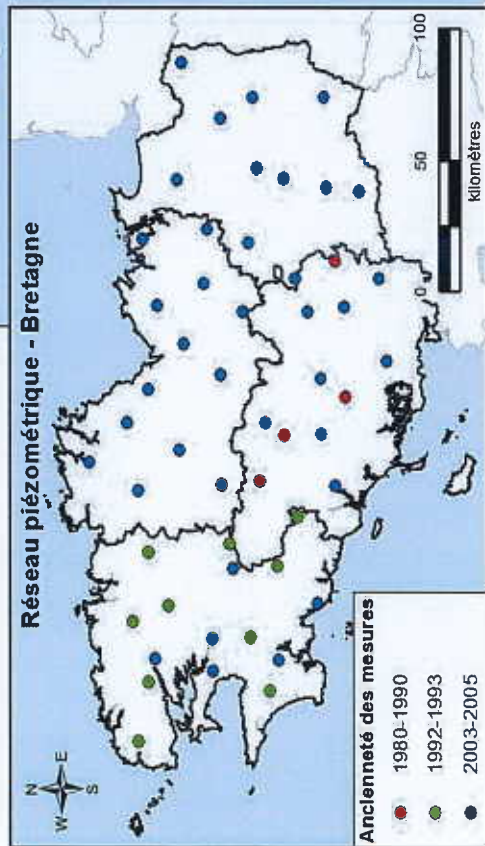 Réseau piézométrique - Bretagne
N
W E
S
Ancienneté des mesures
1980-1990
1992-1993
2003-2005
0 50 100
kilomètres